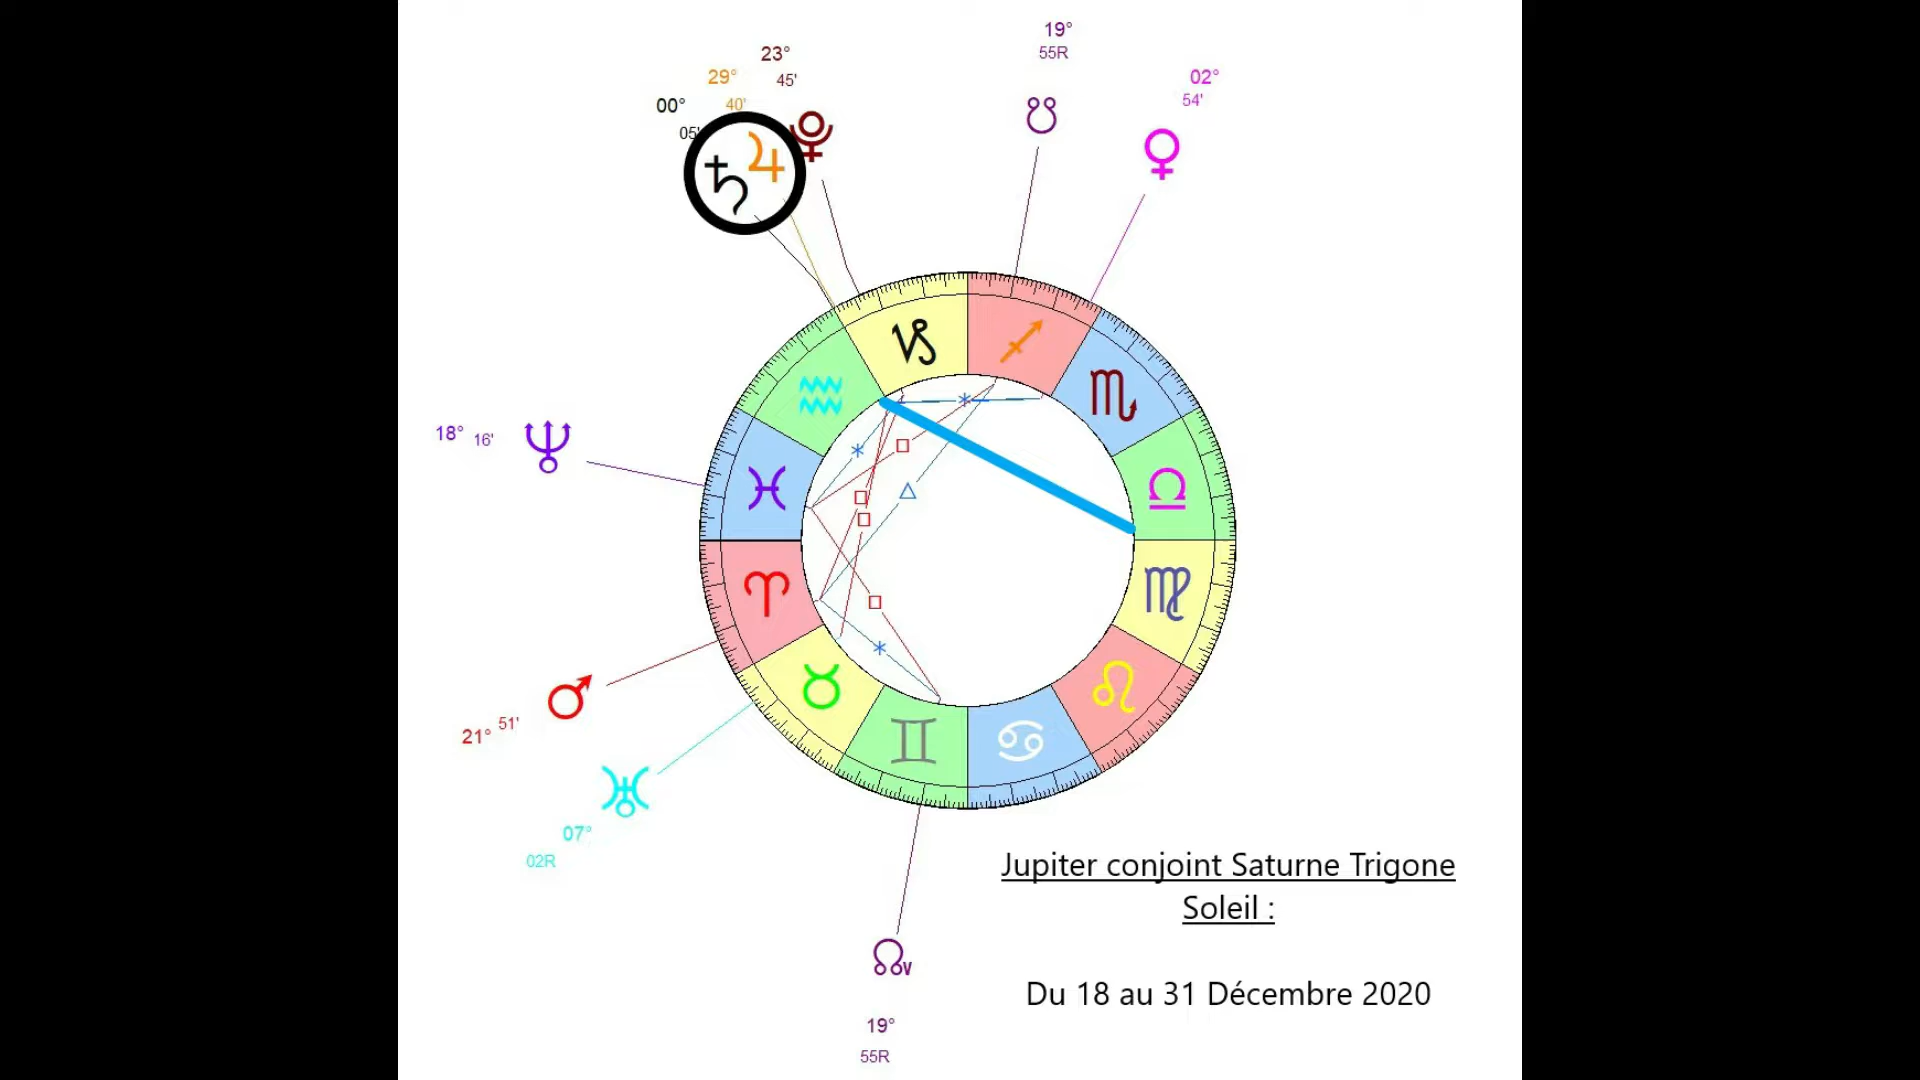 19°
55R
23°
45'
02°
54'
29°
40'
00°
05'
18° 16'
21° 51'
07°
02R
Jupiter conjoint Saturne Trigone
Soleil :
Du 18 au 31 Décembre 2020
V
19°
55R